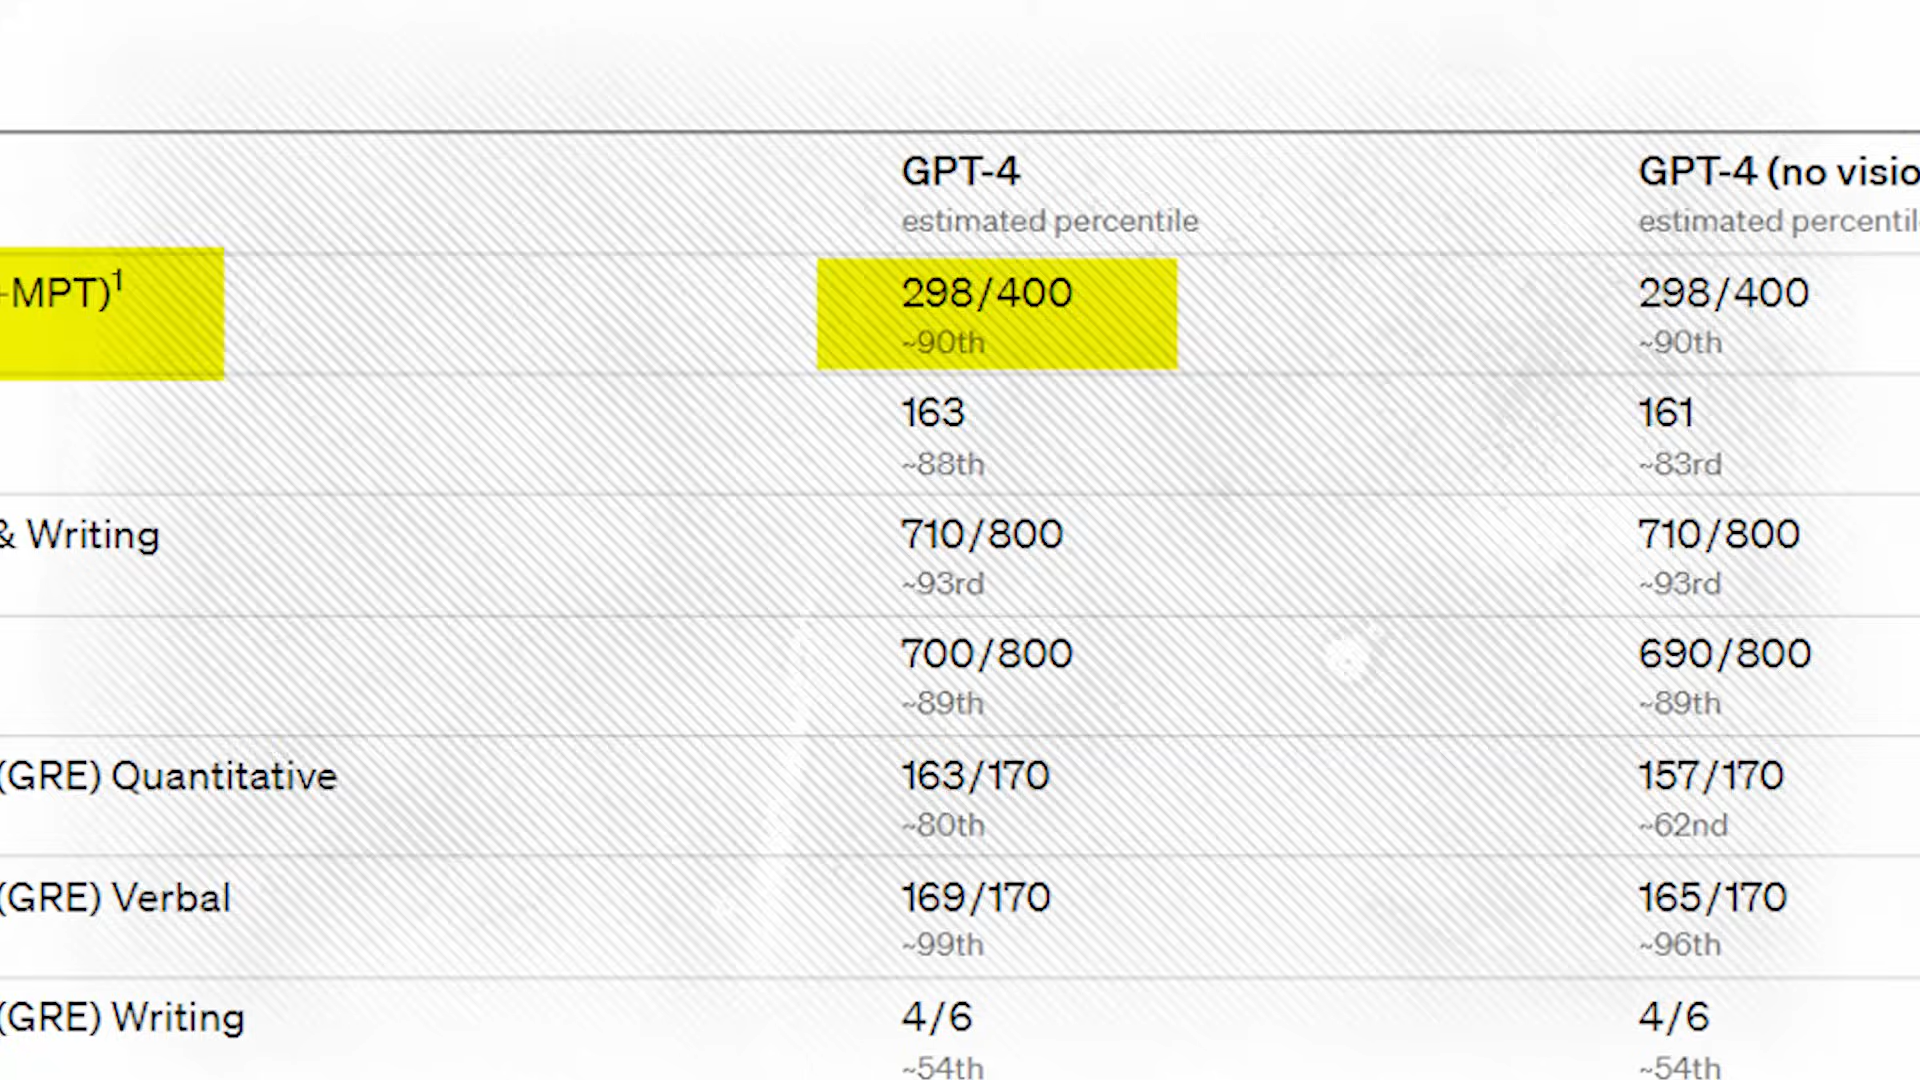 GPT-4 GPT-4 (no visio
estimated percentile estimated percentil
-MPT)¹ 298/400 298/400
~90th ~90th
163 161
~88th ~83rd
& Writing 710/800 710/800
~93rd ~93rd
700/800 690/800
~89th ~89th
(GRE) Quantitative 163/170 157/170
~80th ~62nd
(GRE) Verbal 169/170 165/170
~99th ~96th
(GRE) Writing 4/6 4/6
~54th ~54th